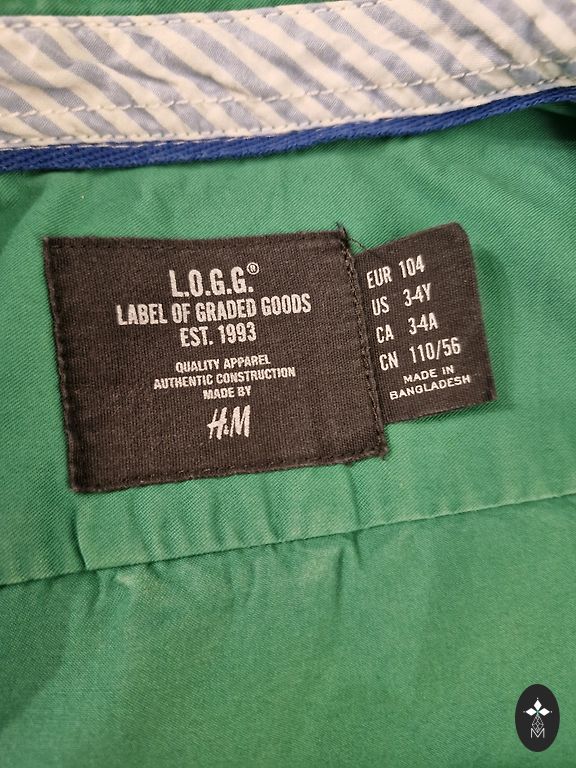 L.O.G.G.®
LABEL OF GRADED GOODS
EST. 1993
QUALITY APPAREL
AUTHENTIC CONSTRUCTION
MADE BY
H&M
EUR 104
US 3-4Y
CA 3-4A
CN 110/56
MADE IN
BANGLADESH
M